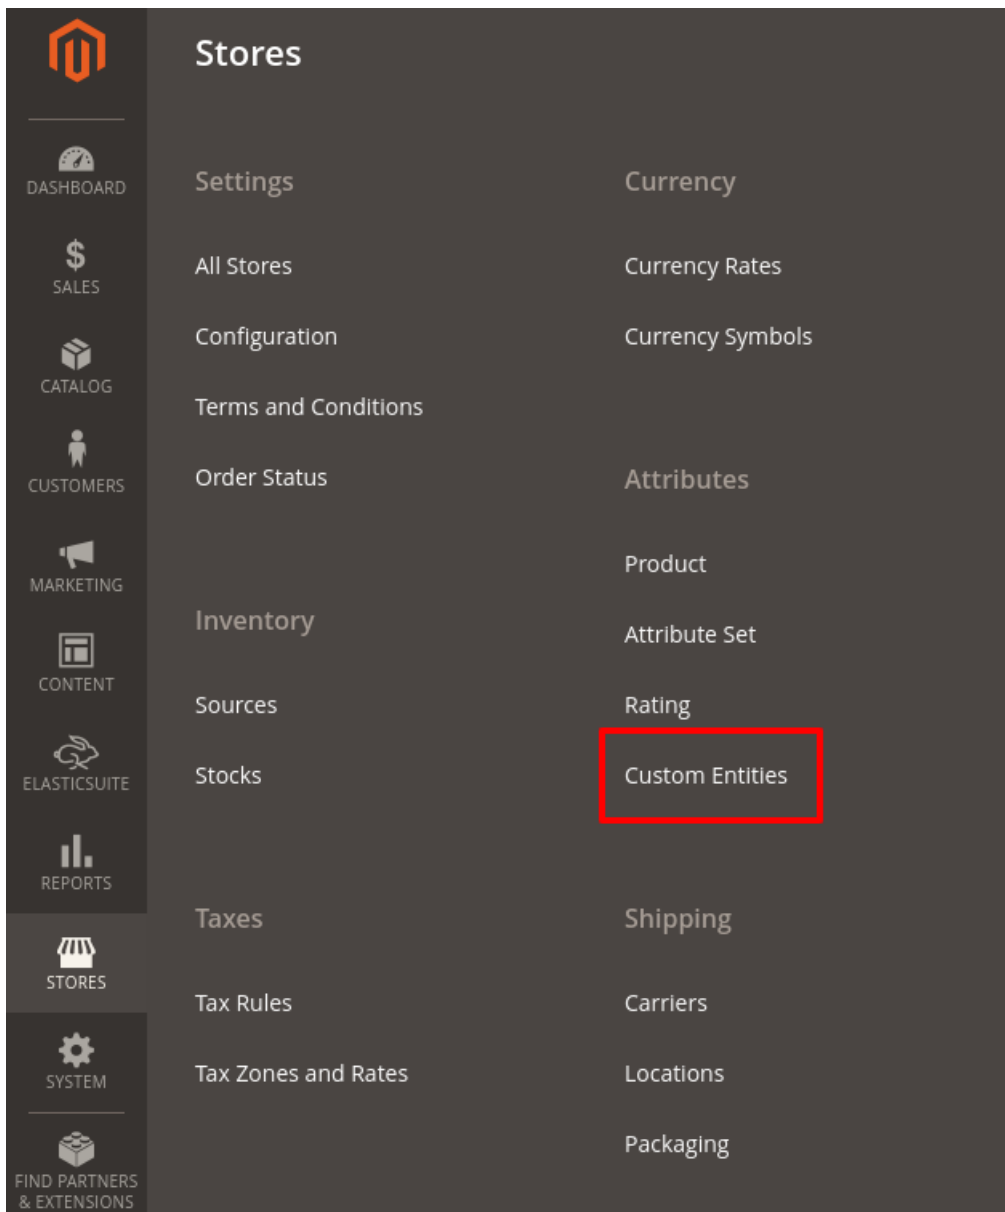 DASHBOARD
SALES
CATALOG
CUSTOMERS
MARKETING
CONTENT
ELASTICSUITE
REPORTS
STORES
SYSTEM
FIND PARTNERS
& EXTENSIONS
Stores
Settings
All Stores
Configuration
Terms and Conditions
Order Status
Inventory
Sources
Stocks
Taxes
Tax Rules
Tax Zones and Rates
Currency
Currency Rates
Currency Symbols
Attributes
Product
Attribute Set
Rating
Custom Entities
Shipping
Carriers
Locations
Packaging